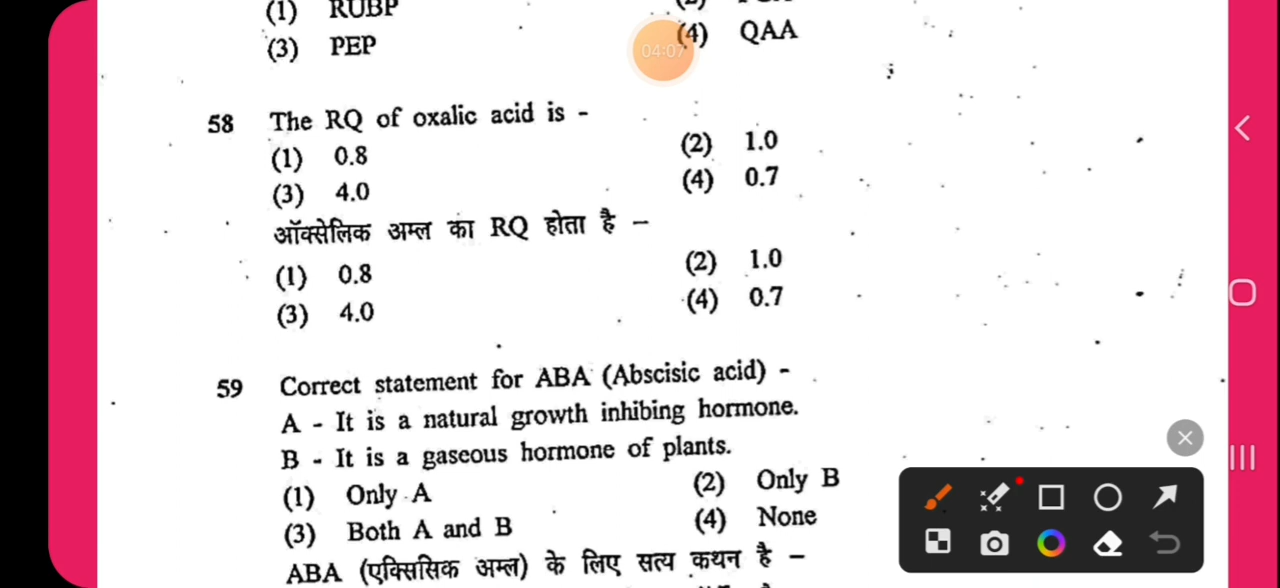 (1) RUBP
(3) PEP (4) QAA
04:07
58 The RQ of oxalic acid is -
(1) 0.8 (2) 1.0
(3) 4.0 (4) 0.7
ऑक्सेलिक अम्ल का RQ होता है –
(1) 0.8 (2) 1.0
(3) 4.0 (4) 0.7
59 Correct statement for ABA (Abscisic acid) -
A - It is a natural growth inhibing hormone.
B - It is a gaseous hormone of plants.
(1) Only A (2) Only B
(3) Both A and B (4) None
ABA (एक्सिसिक अम्ल) के लिए सत्य कथन है –